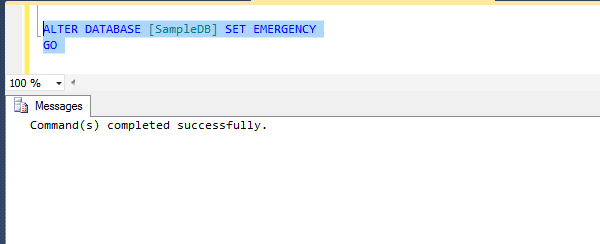 ALTER DATABASE [SampleDB] SET EMERGENCY
GO
100 %
Messages
Command(s) completed successfully.